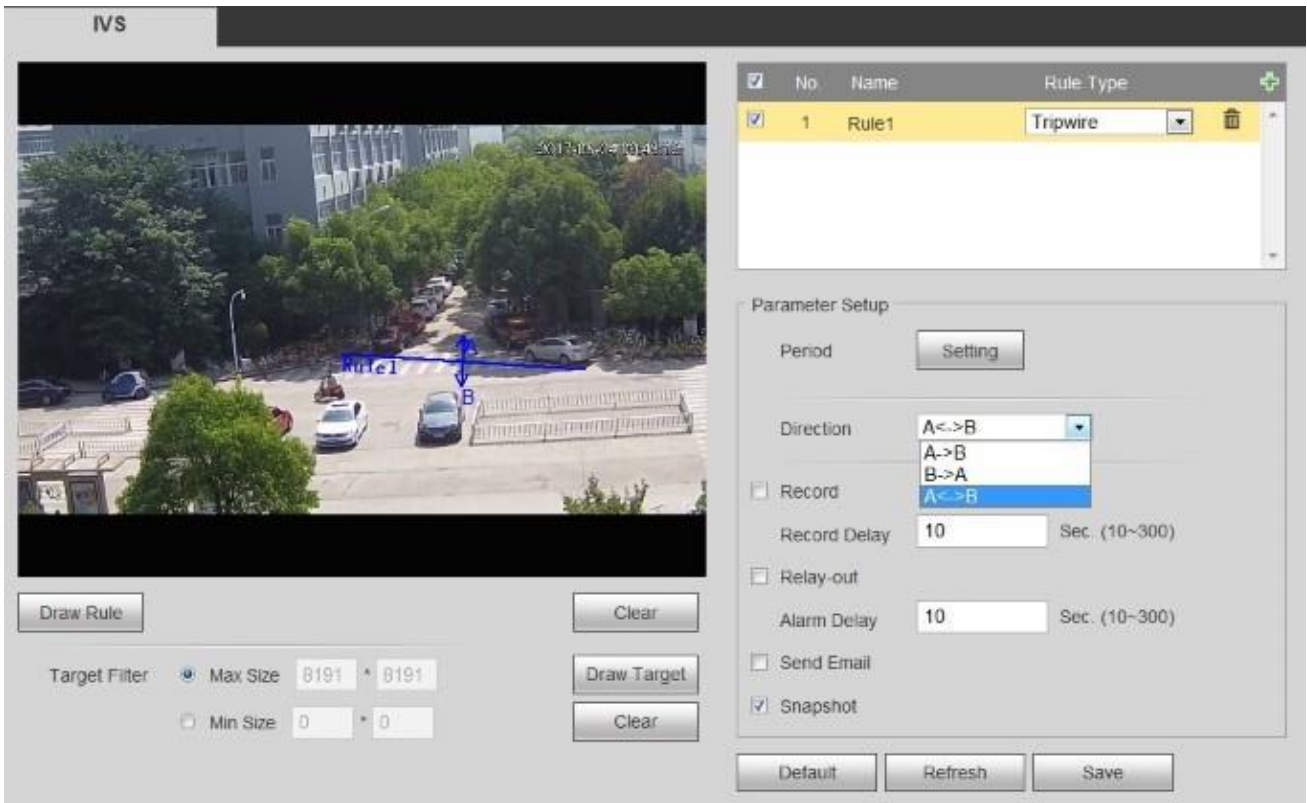 IVS
No. Name Rule Type
1 Rule1 Tripwire
Rule1
A
B
Parameter Setup
Period Setting
Direction A<->B
A->B
B->A
A<->B
Record
Record Delay 10 Sec. (10~300)
Relay-out
Alarm Delay 10 Sec. (10~300)
Send Email
Snapshot
Draw Rule Clear
Target Filter Max Size 8191 * 8191 Draw Target
Min Size 0 * 0 Clear
Default Refresh Save